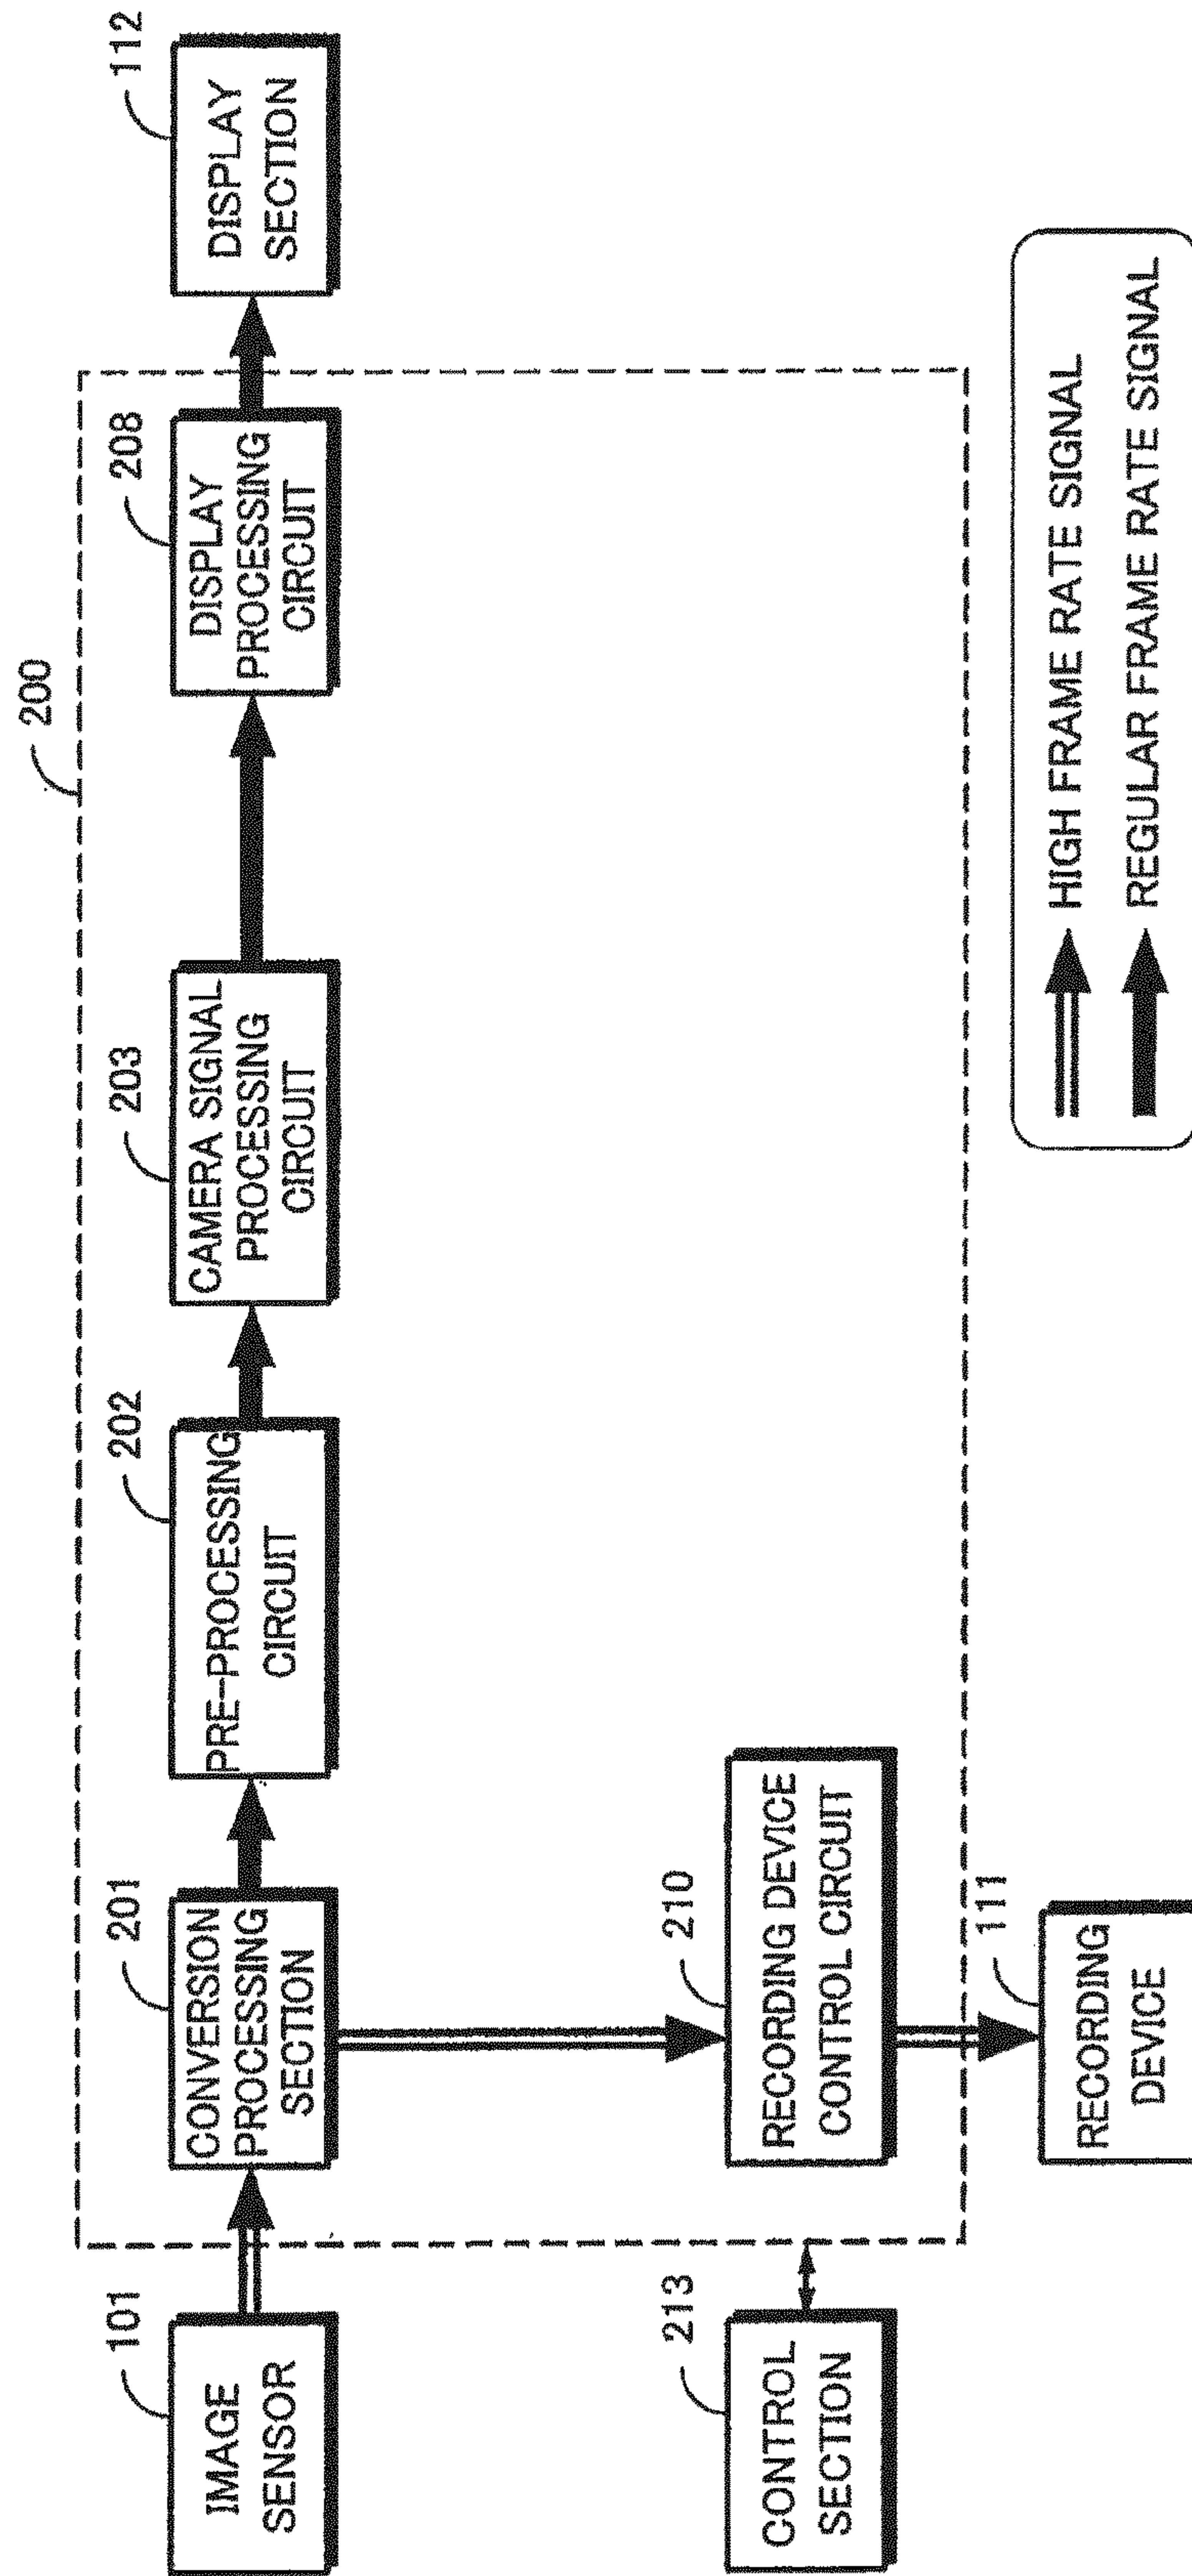 200
101
IMAGE
SENSOR
201
CONVERSION
PROCESSING
SECTION
202
PRE-PROCESSING
CIRCUIT
203
CAMERA SIGNAL
PROCESSING
CIRCUIT
208
DISPLAY
PROCESSING
CIRCUIT
112
DISPLAY
SECTION
213
CONTROL
SECTION
210
RECORDING DEVICE
CONTROL CIRCUIT
111
RECORDING
DEVICE
HIGH FRAME RATE SIGNAL
REGULAR FRAME RATE SIGNAL